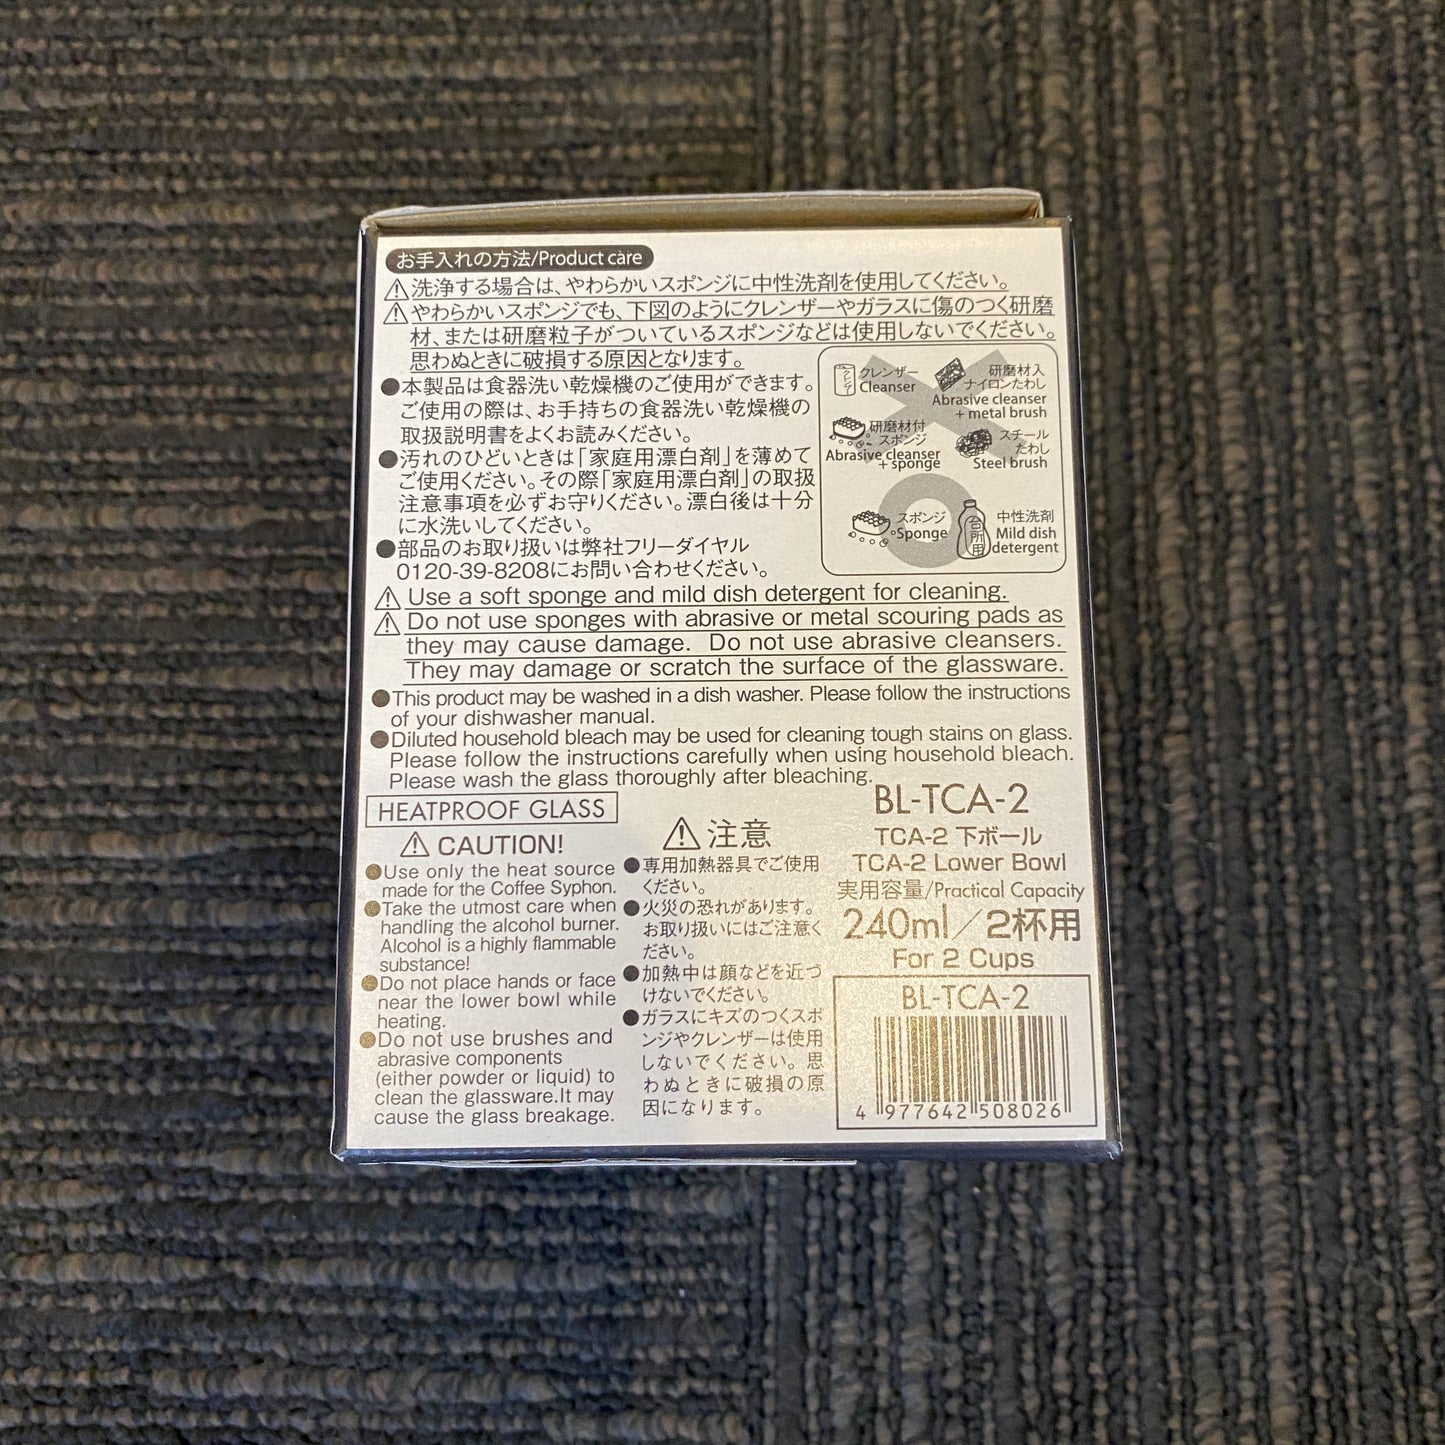 お手入れの方法/Product care
⚠洗浄する場合は、やわらかいスポンジに中性洗剤を使用してください。
⚠やわらかいスポンジでも、下図のようにクレンザーやガラスに傷のつく研磨
材、または研磨粒子がついているスポンジなどは使用しないでください。
思わぬときに破損する原因となります。
●本製品は食器洗い乾燥機のご使用ができます。
ご使用の際は、お手持ちの食器洗い乾燥機の
取扱説明書をよくお読みください。
●汚れのひどいときは「家庭用漂白剤」を薄めて
ご使用ください。その際「家庭用漂白剤」の取扱
注意事項を必ずお守りください。漂白後は十分
に水洗いしてください。
●部品のお取り扱いは弊社フリーダイヤル
0120-39-8208にお問い合わせください。
クレンザー
クレンザー
Cleanser
研磨材入
ナイロンたわし
Abrasive cleanser
+ metal brush
研磨材付
スポンジ
Abrasive cleanser
+ sponge
スチール
たわし
Steel brush
スポンジ
Sponge
台所用
中性洗剤
Mild dish
detergent
⚠Use a soft sponge and mild dish detergent for cleaning.
⚠Do not use sponges with abrasive or metal scouring pads as
they may cause damage. Do not use abrasive cleansers.
They may damage or scratch the surface of the glassware.
●This product may be washed in a dish washer. Please follow the instructions
of your dishwasher manual.
●Diluted household bleach may be used for cleaning tough stains on glass.
Please follow the instructions carefully when using household bleach.
Please wash the glass thoroughly after bleaching.
HEATPROOF GLASS
⚠ CAUTION!
●Use only the heat source
made for the Coffee Syphon.
●Take the utmost care when
handling the alcohol burner.
Alcohol is a highly flammable
substance!
●Do not place hands or face
near the lower bowl while
heating.
●Do not use brushes and
abrasive components
(either powder or liquid) to
clean the glassware.It may
cause the glass breakage.
⚠注意
●専用加熱器具でご使用
ください。
●火災の恐れがあります。
お取り扱いにはご注意く
ださい。
●加熱中は顔などを近づ
けないでください。
●ガラスにキズのつくスポ
ンジやクレンザーは使用
しないでください。思
わぬときに破損の原
因になります。
BL-TCA-2
TCA-2 下ボール
TCA-2 Lower Bowl
実用容量/Practical Capacity
240ml/2杯用
For 2 Cups
BL-TCA-2
4 977642 508026